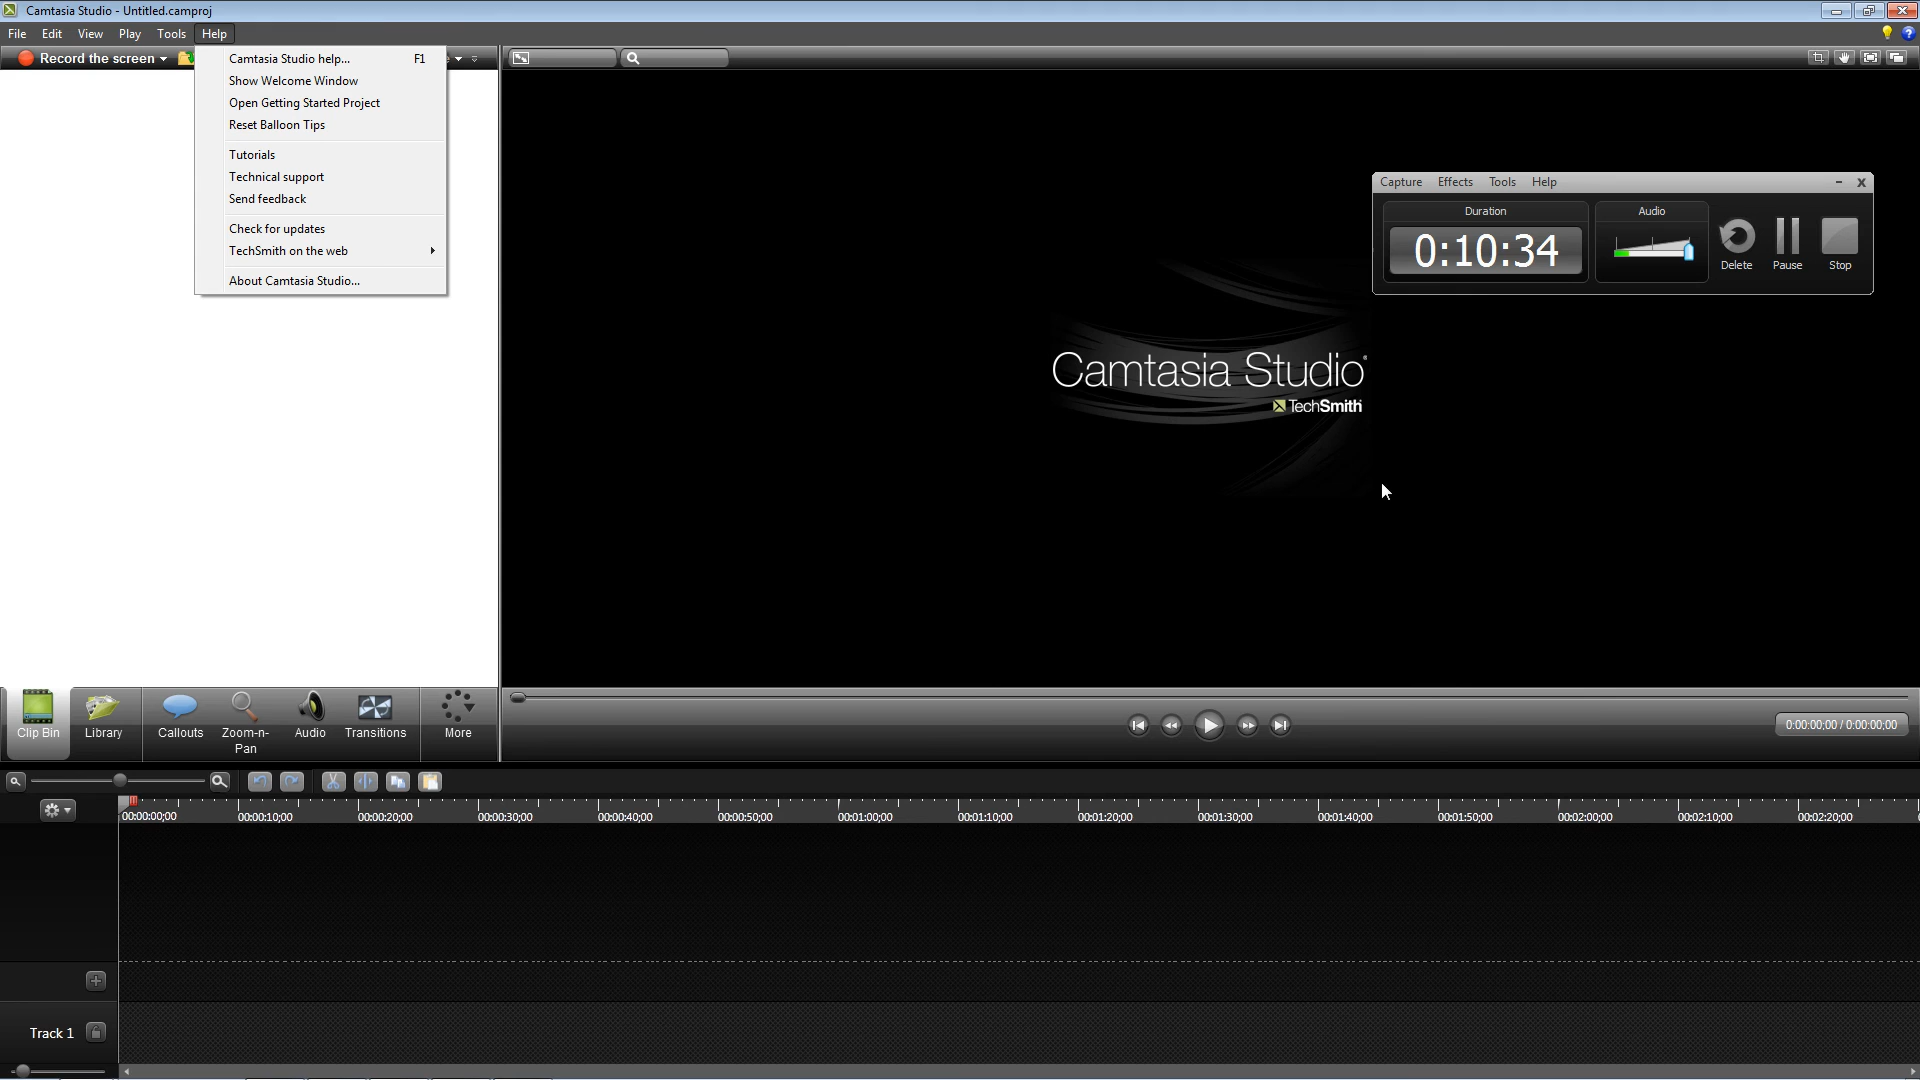 Camtasia Studio - Untitled.camproj
File Edit View Play Tools Help
Record the screen
Camtasia Studio help... F1
Show Welcome Window
Open Getting Started Project
Reset Balloon Tips
Tutorials
Technical support
Send feedback
Check for updates
TechSmith on the web
About Camtasia Studio...
Capture Effects Tools Help
Duration
Audio
0:10:34
Delete
Pause
Stop
Camtasia Studio®
TechSmith
Clip Bin
Library
Callouts
Zoom-n-
Pan
Audio
Transitions
More
0:00:00;00 / 0:00:00;00
00:00:00;00 00:00:10;00 00:00:20;00 00:00:30;00 00:00:40;00 00:00:50;00 00:01:00;00 00:01:10;00 00:01:20;00 00:01:30;00 00:01:40;00 00:01:50;00 00:02:00;00 00:02:10;00 00:02:20;00
Track 1